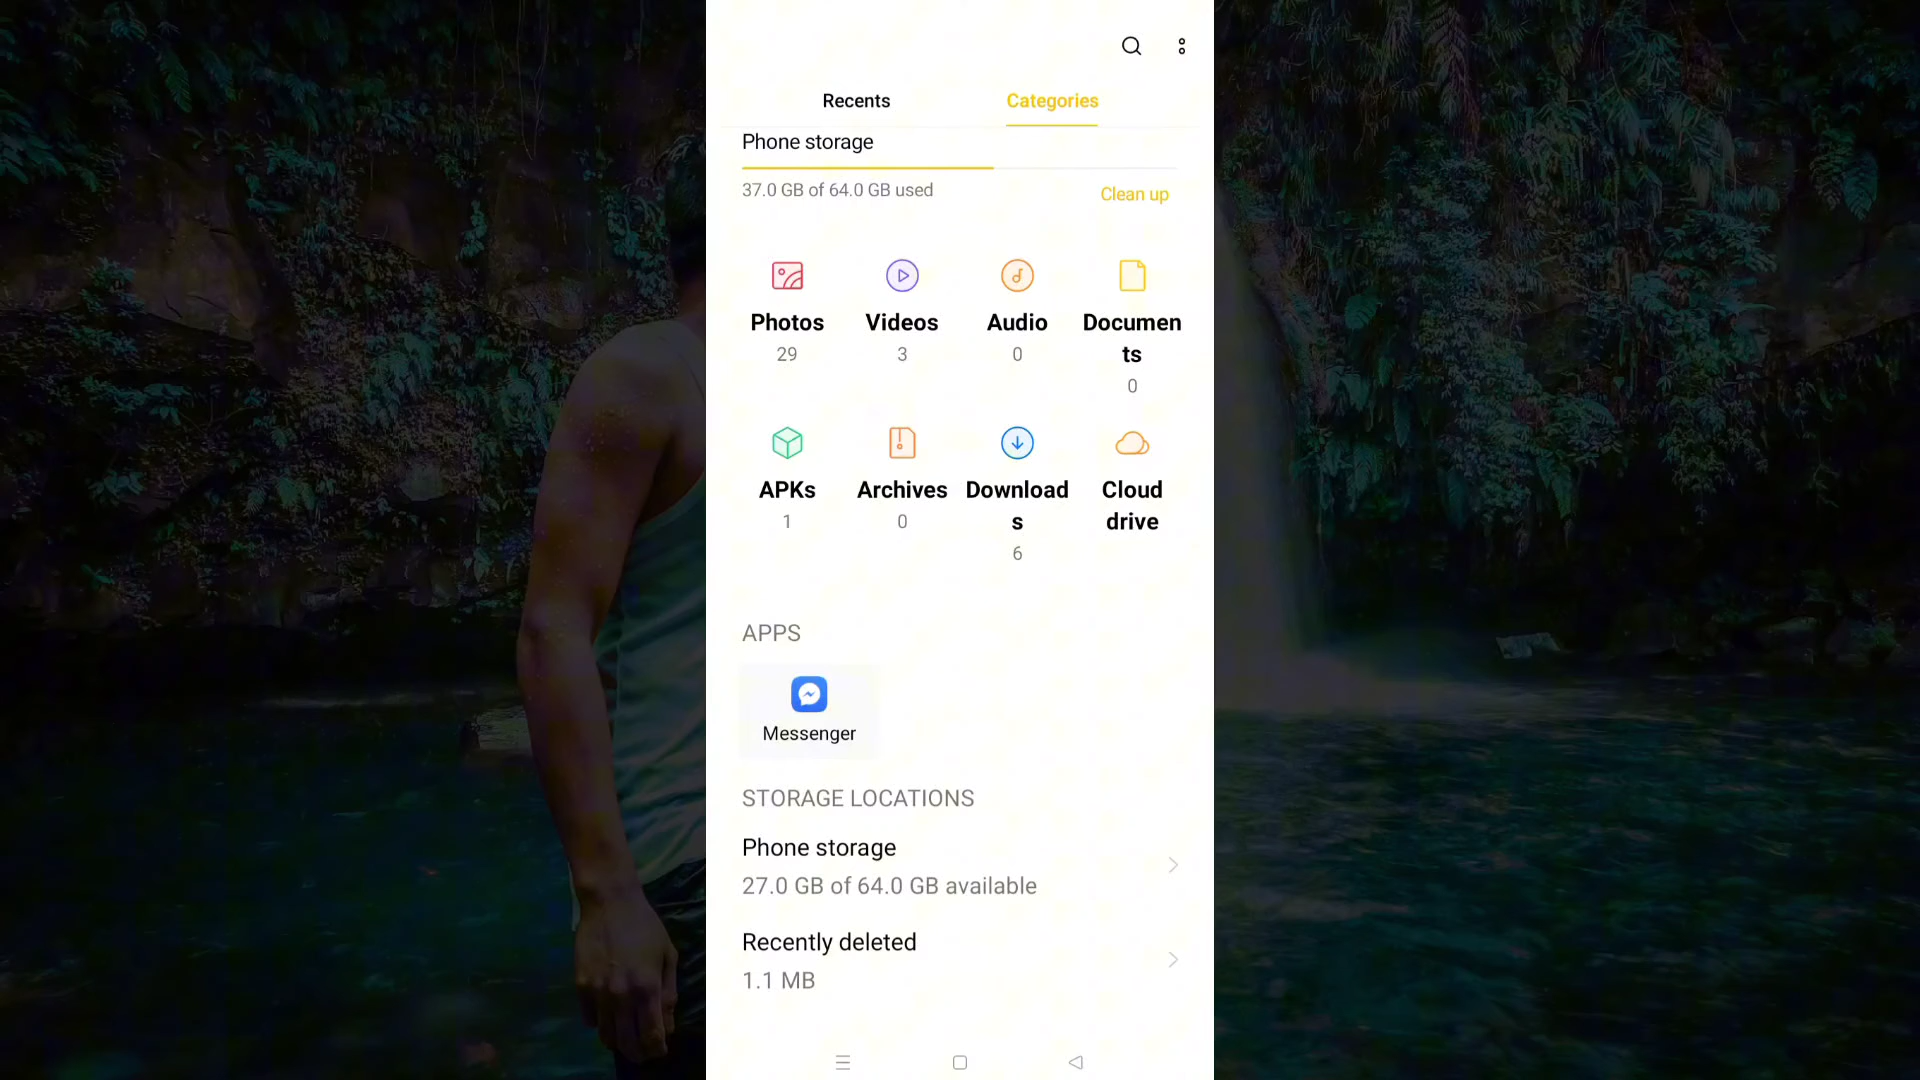 Recents Categories
Phone storage
37.0 GB of 64.0 GB used Clean up
Photos Videos Audio Documen
ts
29 3 0
0
APKs Archives Download Cloud
s drive
1 0
6
APPS
Messenger
STORAGE LOCATIONS
Phone storage
27.0 GB of 64.0 GB available
Recently deleted
1.1 MB